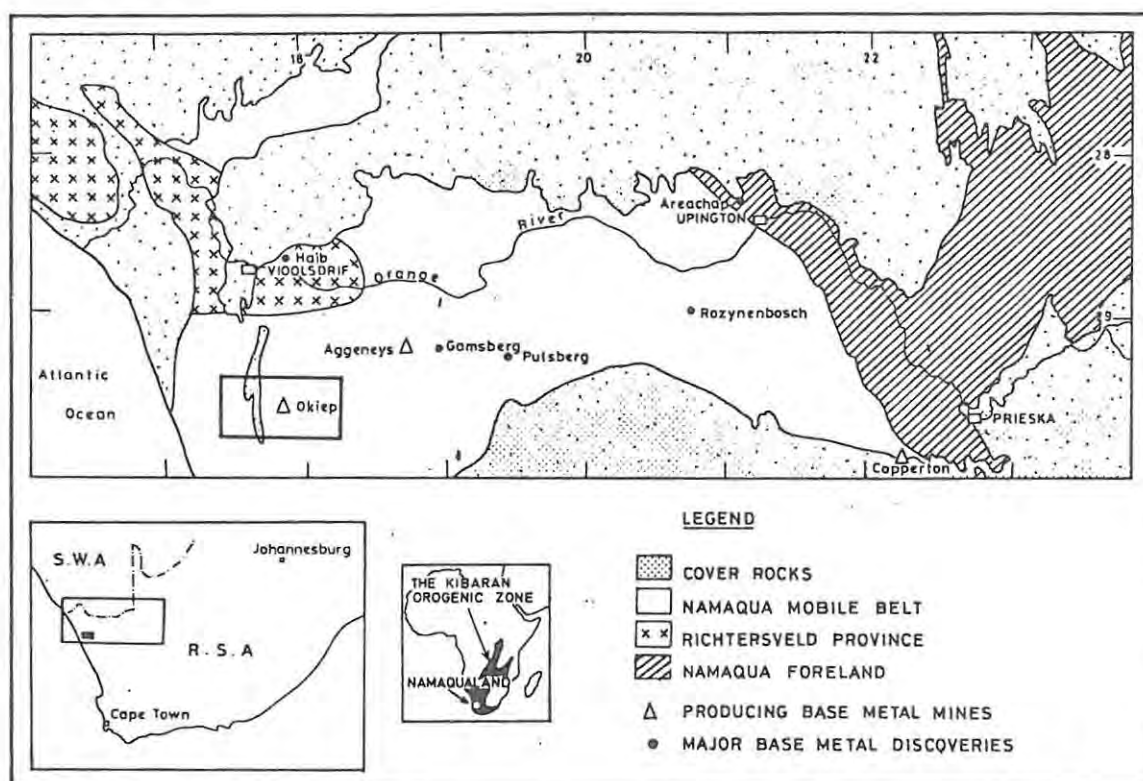 18
20
22
28
29
Areachap
UPINGTON
River
Orange
Haib
VIOOLSDRIF
Rozynenbosch
Aggeneys
Gamsberg
Pulsberg
Atlantic
Ocean
Okiep
PRIESKA
Copperton
S.W.A
Johannesburg
R.S.A
Cape Town
THE KIBARAN
OROGENIC ZONE
NAMAQUALAND
LEGEND
COVER ROCKS
NAMAQUA MOBILE BELT
RICHTERSVELD PROVINCE
NAMAQUA FORELAND
PRODUCING BASE METAL MINES
MAJOR BASE METAL DISCOVERIES